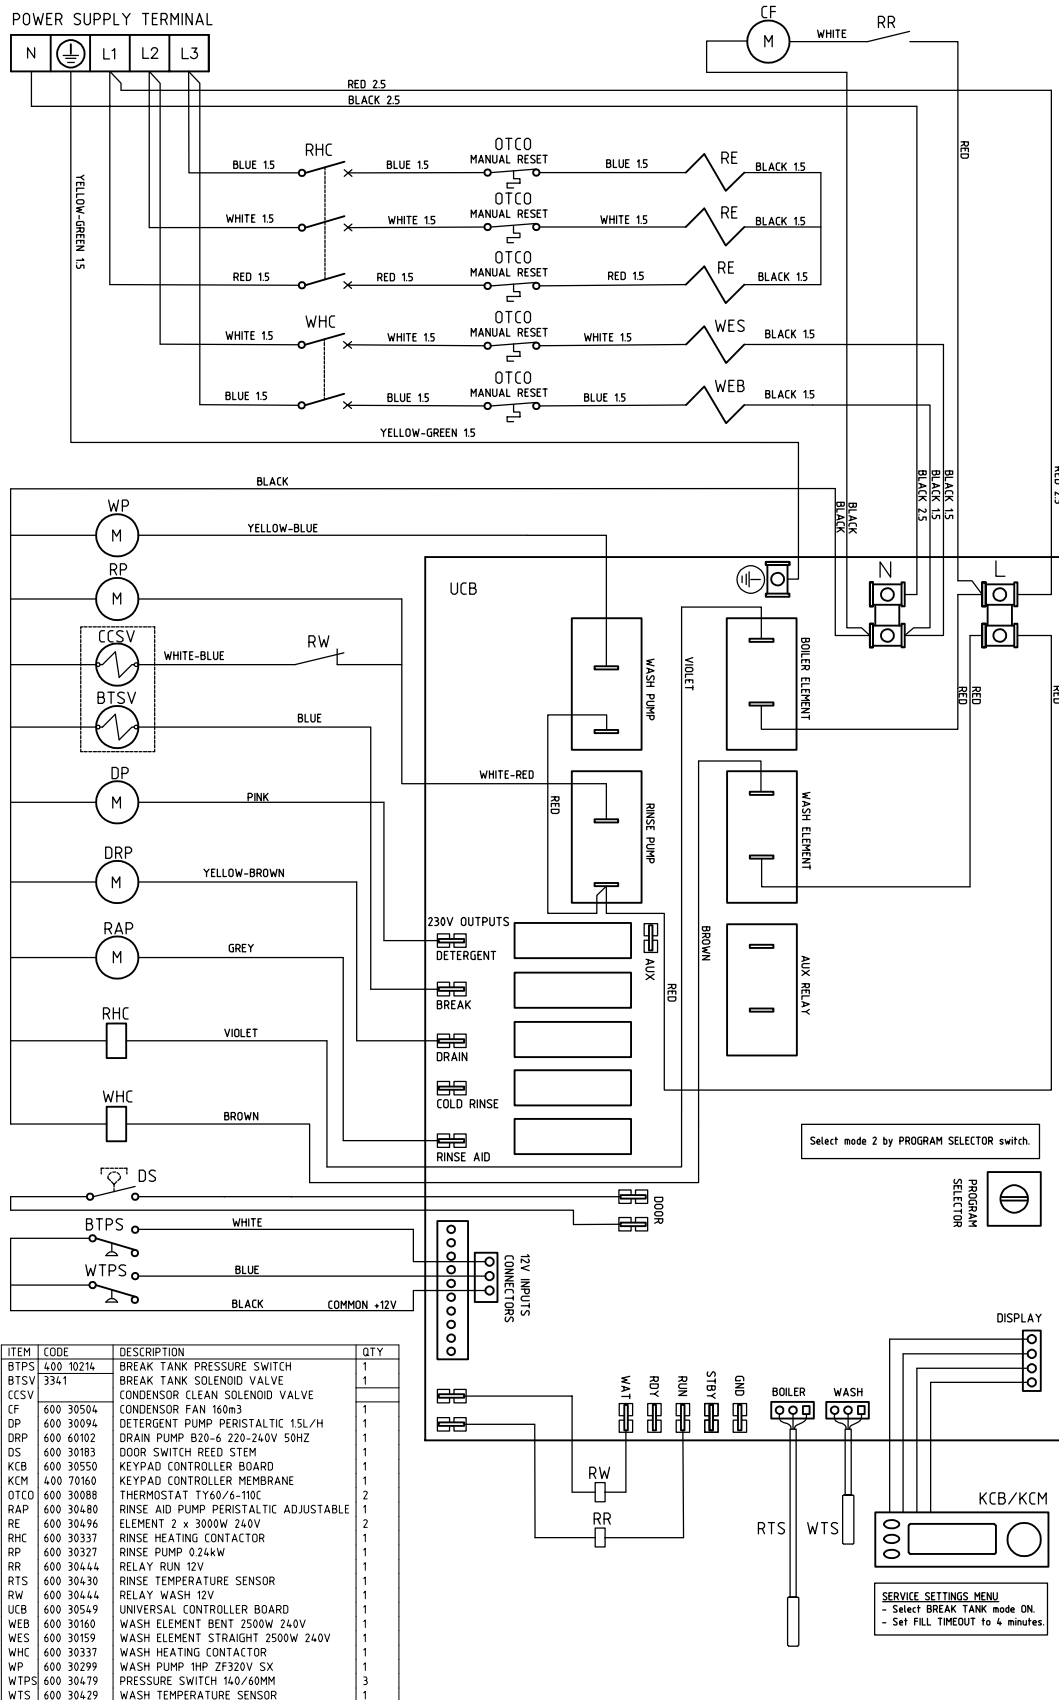 POWER SUPPLY TERMINAL
N
L1
L2
L3
CF
M
WHITE
RR
RED 2.5
BLACK 2.5
RED
YELLOW-GREEN 1.5
BLUE 1.5
RHC
BLUE 1.5
OTCO
MANUAL RESET
BLUE 1.5
RE
BLACK 1.5
WHITE 1.5
WHITE 1.5
OTCO
MANUAL RESET
WHITE 1.5
RE
BLACK 1.5
RED 1.5
RED 1.5
OTCO
MANUAL RESET
RED 1.5
RE
BLACK 1.5
WHITE 1.5
WHC
WHITE 1.5
OTCO
MANUAL RESET
WHITE 1.5
WES
BLACK 1.5
BLUE 1.5
BLUE 1.5
OTCO
MANUAL RESET
BLUE 1.5
WEB
BLACK 1.5
YELLOW-GREEN 1.5
BLACK
BLACK
BLACK
BLACK 2.5
BLACK 1.5
BLACK 1.5
RED 2.5
WP
M
YELLOW-BLUE
RP
M
UCB
N
L
CCSV
WHITE-BLUE
RW
BTSV
BLUE
WASH PUMP
VIOLET
BOILER ELEMENT
RED
RED
RED
DP
M
PINK
WHITE-RED
RED
RINSE PUMP
WASH ELEMENT
DRP
M
YELLOW-BROWN
RAP
M
GREY
230V OUTPUTS
DETERGENT
AUX
RED
BROWN
AUX RELAY
BREAK
RHC
VIOLET
DRAIN
WHC
BROWN
COLD RINSE
RINSE AID
Select mode 2 by PROGRAM SELECTOR switch.
DS
DOOR
PROGRAM
SELECTOR
BTPS
WHITE
WTPS
BLUE
BLACK
COMMON +12V
12V INPUTS
CONNECTORS
DISPLAY
WAT
RDY
RUN
STBY
GND
BOILER
WASH
RW
RR
RTS
WTS
KCB/KCM
SERVICE SETTINGS MENU
- Select BREAK TANK mode ON.
- Set FILL TIMEOUT to 4 minutes.
ITEM CODE DESCRIPTION QTY
BTPS 400 10214 BREAK TANK PRESSURE SWITCH 1
BTSV 3341 BREAK TANK SOLENOID VALVE 1
CCSV CONDENSOR CLEAN SOLENOID VALVE
CF 600 30504 CONDENSOR FAN 160m3 1
DP 600 30094 DETERGENT PUMP PERISTALTIC 1.5L/H 1
DRP 600 60102 DRAIN PUMP B20-6 220-240V 50HZ 1
DS 600 30183 DOOR SWITCH REED STEM 1
KCB 600 30550 KEYPAD CONTROLLER BOARD 1
KCM 400 70160 KEYPAD CONTROLLER MEMBRANE 1
OTCO 600 30088 THERMOSTAT TY60/6-110C 2
RAP 600 30480 RINSE AID PUMP PERISTALTIC ADJUSTABLE 1
RE 600 30496 ELEMENT 2 x 3000W 240V 2
RHC 600 30337 RINSE HEATING CONTACTOR 1
RP 600 30327 RINSE PUMP 0.24kW 1
RR 600 30444 RELAY RUN 12V 1
RTS 600 30430 RINSE TEMPERATURE SENSOR 1
RW 600 30444 RELAY WASH 12V 1
UCB 600 30549 UNIVERSAL CONTROLLER BOARD 1
WEB 600 30160 WASH ELEMENT BENT 2500W 240V 1
WES 600 30159 WASH ELEMENT STRAIGHT 2500W 240V 1
WHC 600 30337 WASH HEATING CONTACTOR 1
WP 600 30299 WASH PUMP 1HP ZF320V SX 1
WTPS 600 30479 PRESSURE SWITCH 140/60MM 3
WTS 600 30429 WASH TEMPERATURE SENSOR 1